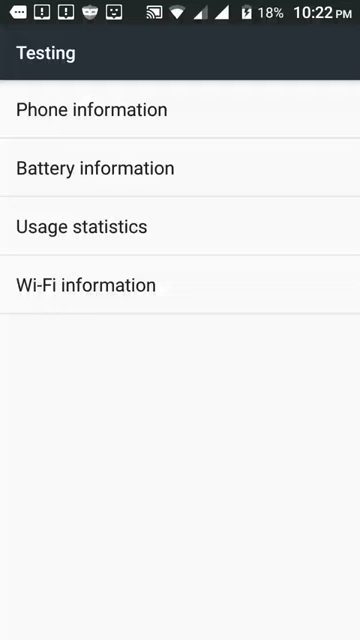 18% 10:22 PM
Testing
Phone information
Battery information
Usage statistics
Wi-Fi information